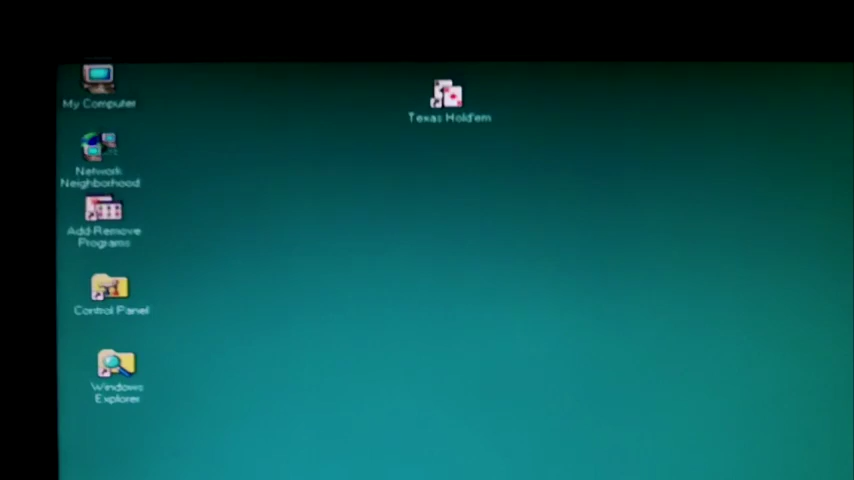 My Computer
Texas Hold'em
Network
Neighborhood
Add-Remove
Programs
Control Panel
Windows
Explorer